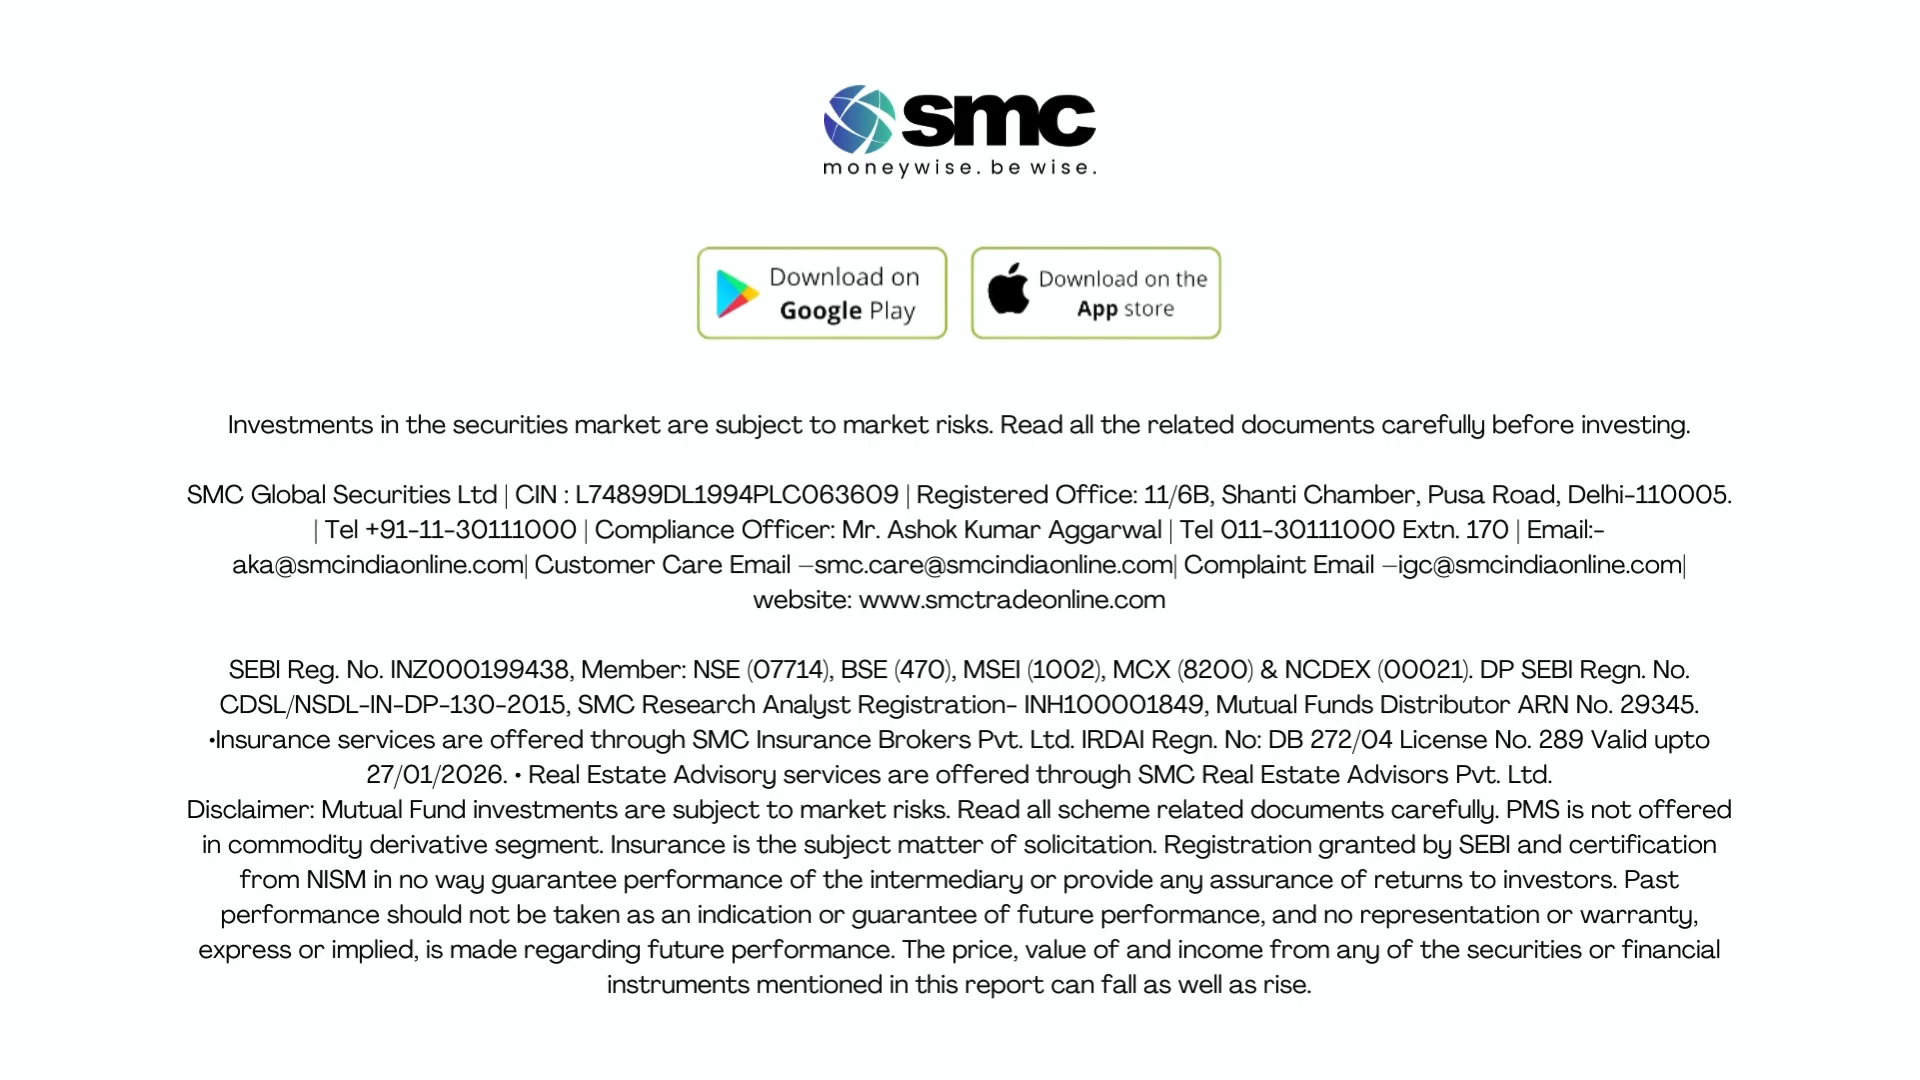 smc
moneywise. be wise.
Download on
Google Play
Download on the
App store
Investments in the securities market are subject to market risks. Read all the related documents carefully before investing.
SMC Global Securities Ltd | CIN : L74899DL1994PLC063609 | Registered Office: 11/6B, Shanti Chamber, Pusa Road, Delhi-110005.
| Tel +91-11-30111000 | Compliance Officer: Mr. Ashok Kumar Aggarwal | Tel 011-30111000 Extn. 170 | Email:-
aka@smcindiaonline.com| Customer Care Email –smc.care@smcindiaonline.com| Complaint Email –igc@smcindiaonline.com|
website: www.smctradeonline.com
SEBI Reg. No. INZ000199438, Member: NSE (07714), BSE (470), MSEI (1002), MCX (8200) & NCDEX (00021). DP SEBI Regn. No.
CDSL/NSDL-IN-DP-130-2015, SMC Research Analyst Registration- INH100001849, Mutual Funds Distributor ARN No. 29345.
•Insurance services are offered through SMC Insurance Brokers Pvt. Ltd. IRDAI Regn. No: DB 272/04 License No. 289 Valid upto
27/01/2026. • Real Estate Advisory services are offered through SMC Real Estate Advisors Pvt. Ltd.
Disclaimer: Mutual Fund investments are subject to market risks. Read all scheme related documents carefully. PMS is not offered
in commodity derivative segment. Insurance is the subject matter of solicitation. Registration granted by SEBI and certification
from NISM in no way guarantee performance of the intermediary or provide any assurance of returns to investors. Past
performance should not be taken as an indication or guarantee of future performance, and no representation or warranty,
express or implied, is made regarding future performance. The price, value of and income from any of the securities or financial
instruments mentioned in this report can fall as well as rise.